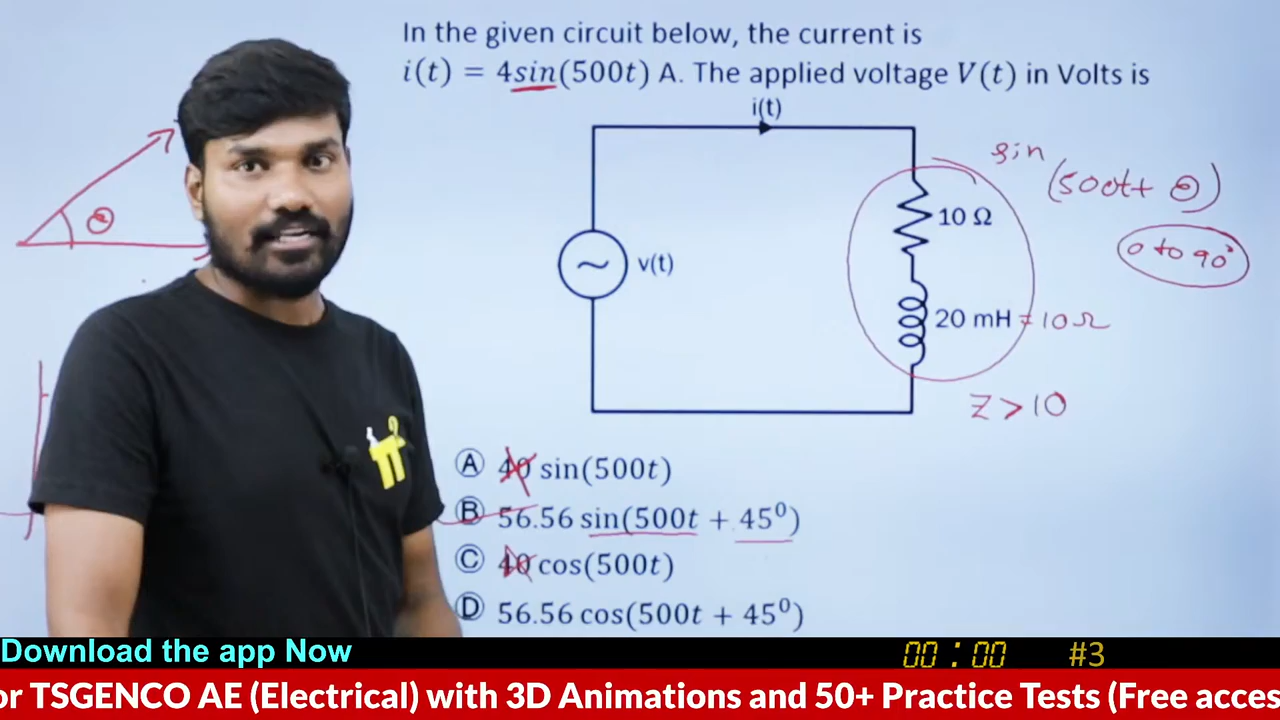 In the given circuit below, the current is
i(t) = 4sin(500t) A. The applied voltage V(t) in Volts is
i(t)
sin
(500t + θ)
0 to 90°
θ
10 Ω
v(t)
20 mH = 10Ω
Z > 10
Ⓐ 40 sin(500t)
Ⓑ 56.56 sin(500t + 45⁰)
Ⓒ 40 cos(500t)
Ⓓ 56.56 cos(500t + 45⁰)
Download the app Now
00:00 #3
or TSGENCO AE (Electrical) with 3D Animations and 50+ Practice Tests (Free acces